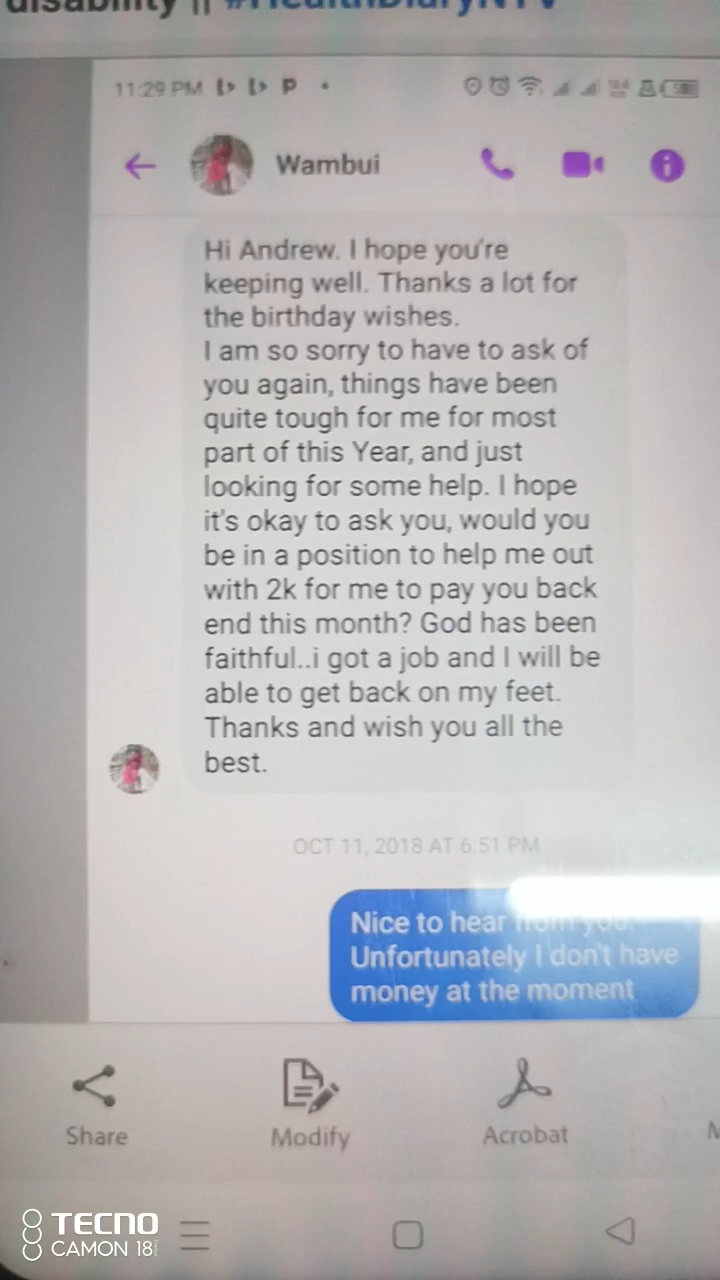 disability || #HealthDiaryNTV
11:29 PM
Wambui
Hi Andrew. I hope you're
keeping well. Thanks a lot for
the birthday wishes.
I am so sorry to have to ask of
you again, things have been
quite tough for me for most
part of this Year, and just
looking for some help. I hope
it's okay to ask you, would you
be in a position to help me out
with 2k for me to pay you back
end this month? God has been
faithful..i got a job and I will be
able to get back on my feet.
Thanks and wish you all the
best.
OCT 11, 2018 AT 6:51 PM
Nice to hear from you.
Unfortunately I don't have
money at the moment
Share
Modify
Acrobat
TECNO
CAMON 18